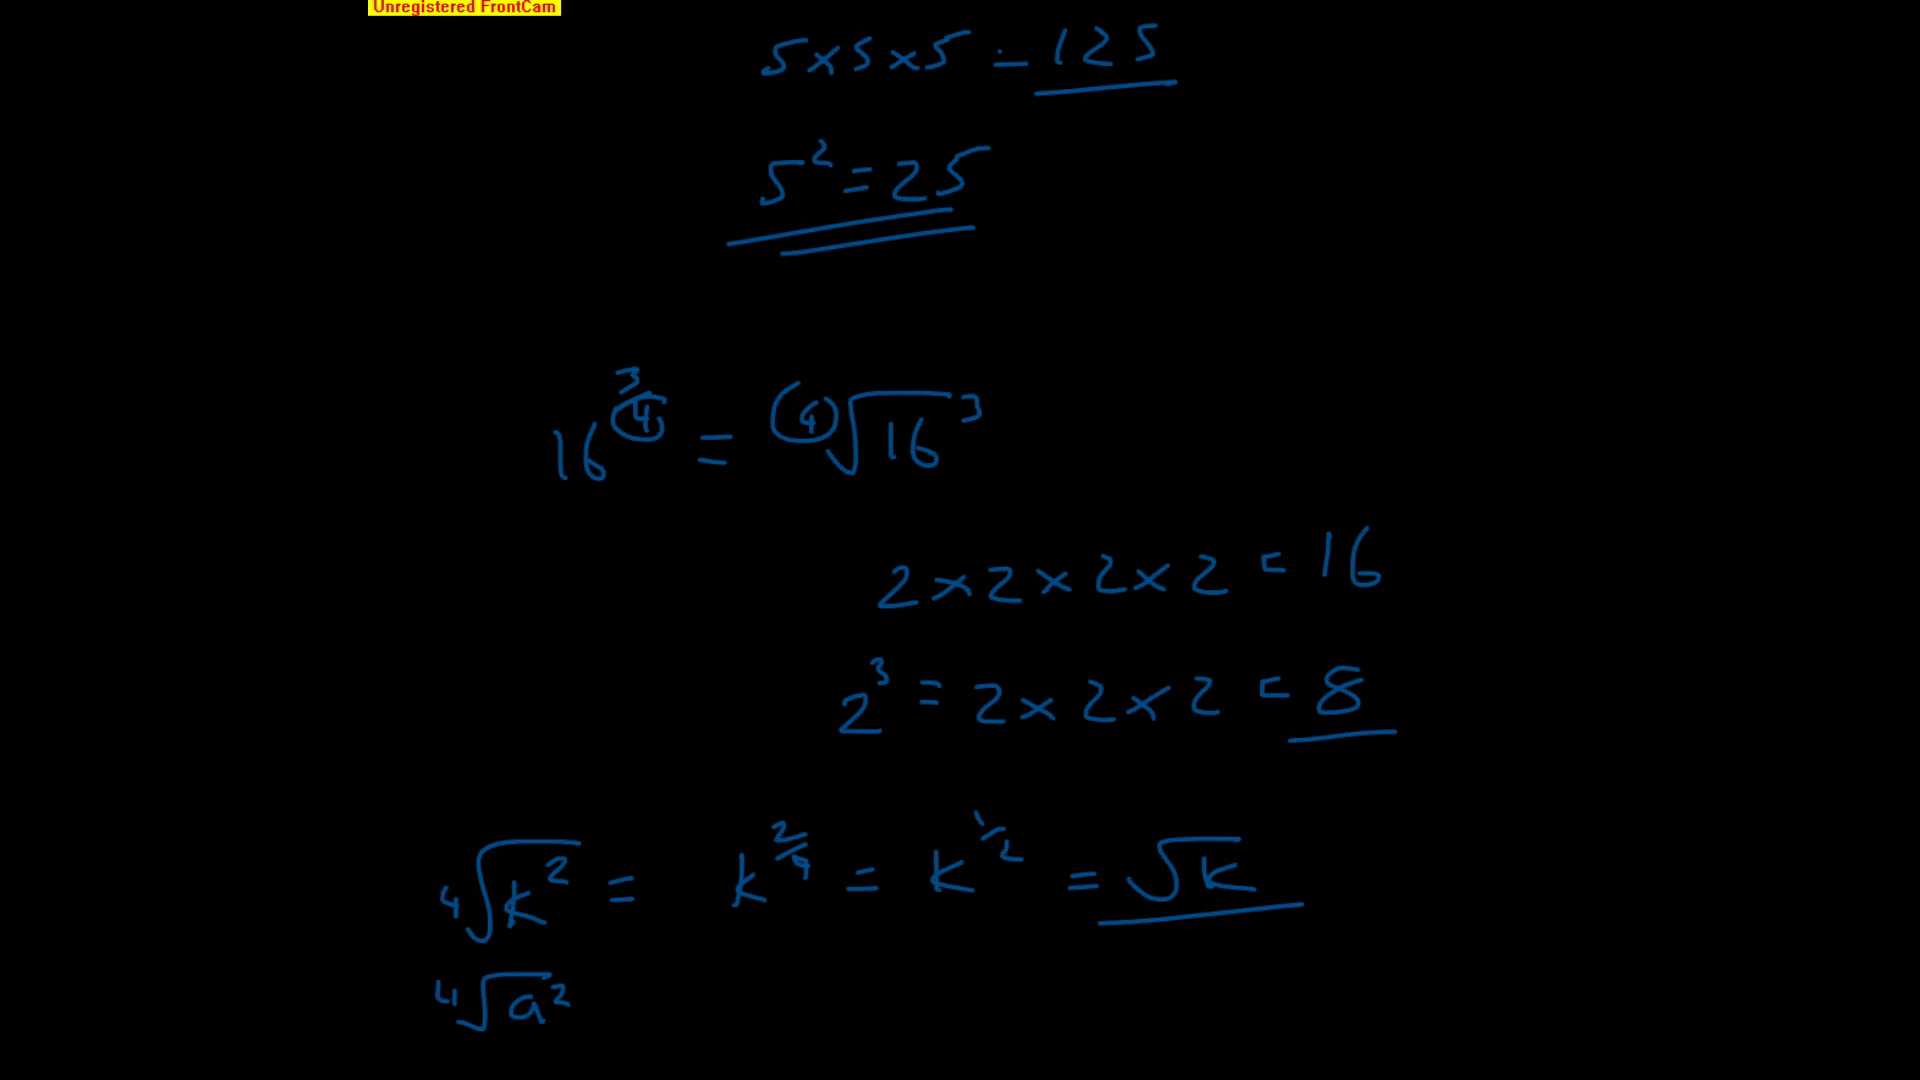 Unregistered FrontCam
5×5×5 = 125
5² = 25
16^(3/4) = ⁴√16³
2×2×2×2 = 16
2³ = 2×2×2 = 8
⁴√k² = k^(2/4) = k^(1/2) = √k
⁴√a²